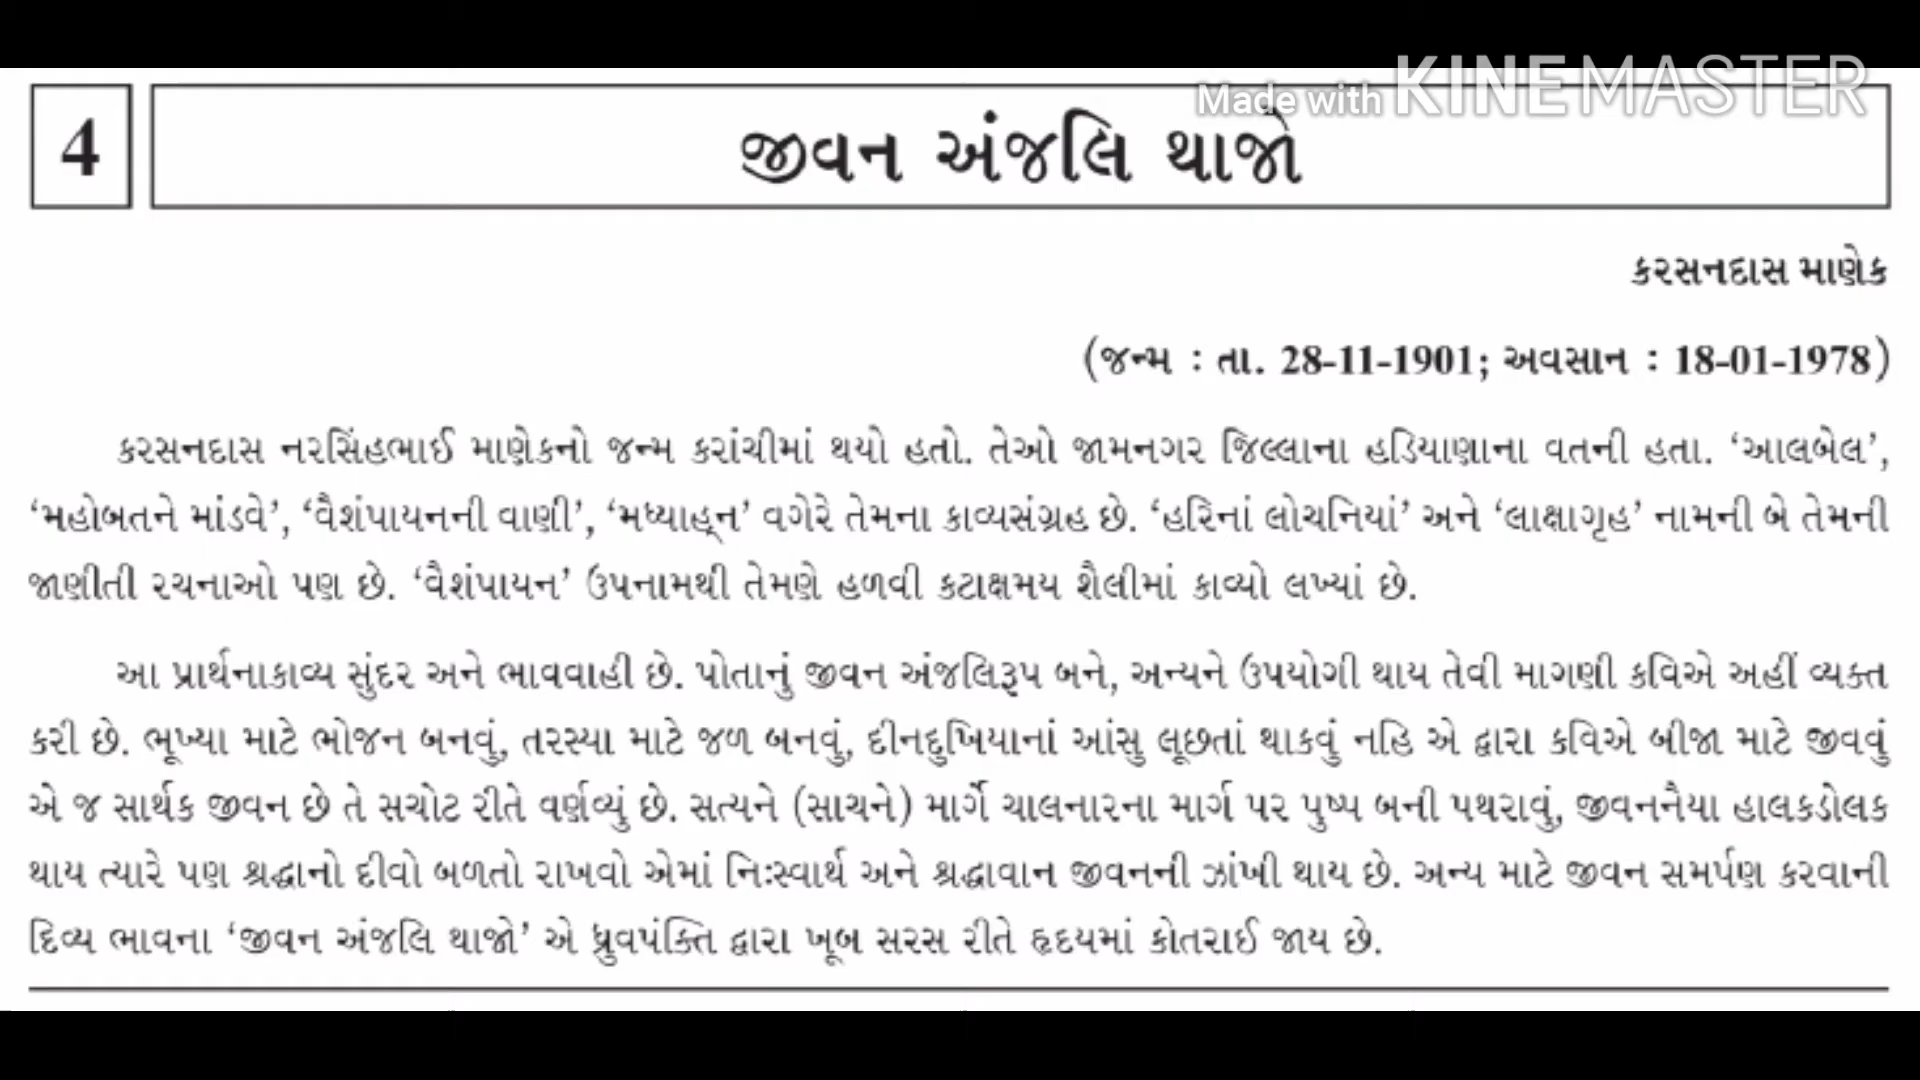 Made with KINEMASTER
4
જીવન અંજલિ થાજો
કરસનદાસ માણેક
(જન્મ : તા. 28-11-1901; અવસાન : 18-01-1978)
કરસનદાસ નરસિંહભાઈ માણેકનો જન્મ કરાંચીમાં થયો હતો. તેઓ જામનગર જિલ્લાના હડિયાણાના વતની હતા. ‘આલબેલ’,
‘મહોબતને માંડવે’, ‘વૈશંપાયનની વાણી’, ‘મધ્યાહ્ન’ વગેરે તેમના કાવ્યસંગ્રહ છે. ‘હરિનાં લોચનિયાં’ અને ‘લાક્ષાગૃહ’ નામની બે તેમની
જાણીતી રચનાઓ પણ છે. ‘વૈશંપાયન’ ઉપનામથી તેમણે હળવી કટાક્ષમય શૈલીમાં કાવ્યો લખ્યાં છે.
આ પ્રાર્થનાકાવ્ય સુંદર અને ભાવવાહી છે. પોતાનું જીવન અંજલિરૂપ બને, અન્યને ઉપયોગી થાય તેવી માગણી કવિએ અહીં વ્યક્ત
કરી છે. ભૂખ્યા માટે ભોજન બનવું, તરસ્યા માટે જળ બનવું, દીનદુખિયાનાં આંસુ લૂછતાં થાકવું નહિ એ દ્વારા કવિએ બીજા માટે જીવવું
એ જ સાર્થક જીવન છે તે સચોટ રીતે વર્ણવ્યું છે. સત્યને (સાચને) માર્ગે ચાલનારના માર્ગ પર પુષ્પ બની પથરાવું, જીવનનૈયા હાલકડોલક
થાય ત્યારે પણ શ્રદ્ધાનો દીવો બળતો રાખવો એમાં નિઃસ્વાર્થ અને શ્રદ્ધાવાન જીવનની ઝાંખી થાય છે. અન્ય માટે જીવન સમર્પણ કરવાની
દિવ્ય ભાવના ‘જીવન અંજલિ થાજો’ એ ધ્રુવપંક્તિ દ્વારા ખૂબ સરસ રીતે હૃદયમાં કોતરાઈ જાય છે.